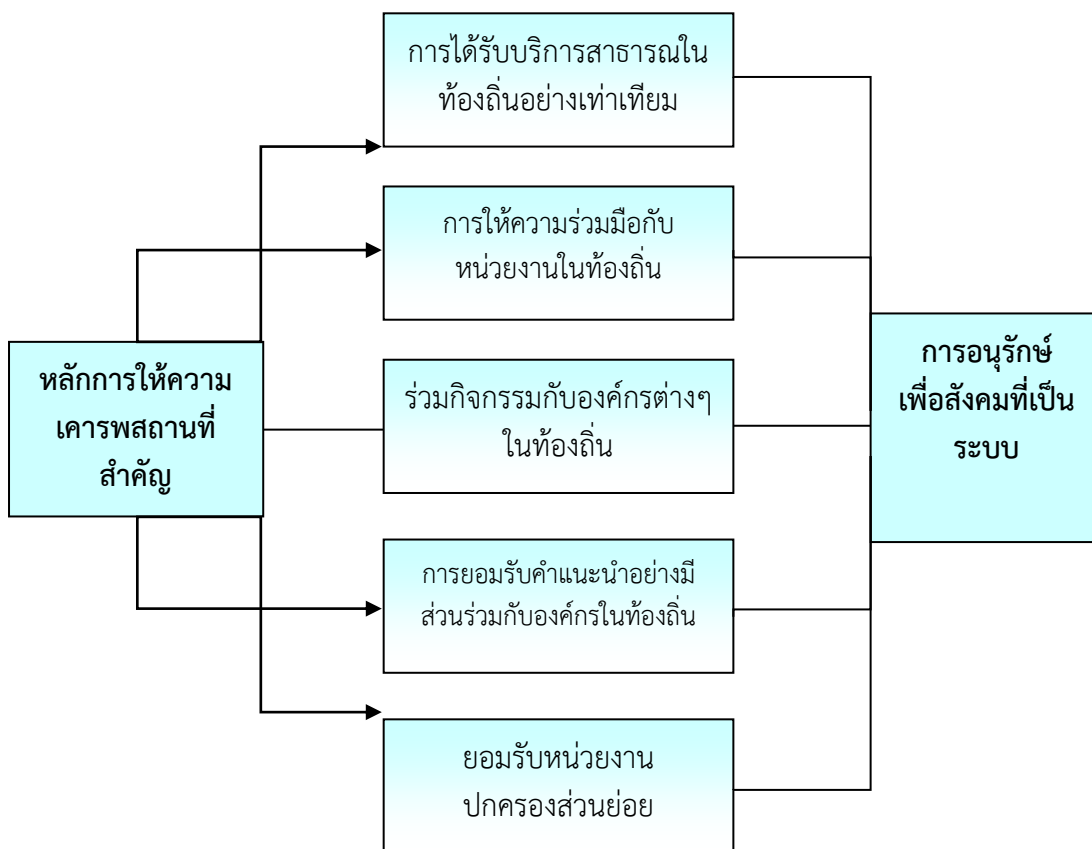 การได้รับบริการสาธารณใน
ท้องถิ่นอย่างเท่าเทียม
การให้ความร่วมมือกับ
หน่วยงานในท้องถิ่น
หลักการให้ความ
เคารพสถานที่
สำคัญ
ร่วมกิจกรรมกับองค์กรต่างๆ
ในท้องถิ่น
การอนุรักษ์
เพื่อสังคมที่เป็น
ระบบ
การยอมรับคำแนะนำอย่างมี
ส่วนร่วมกับองค์กรในท้องถิ่น
ยอมรับหน่วยงาน
ปกครองส่วนย่อย